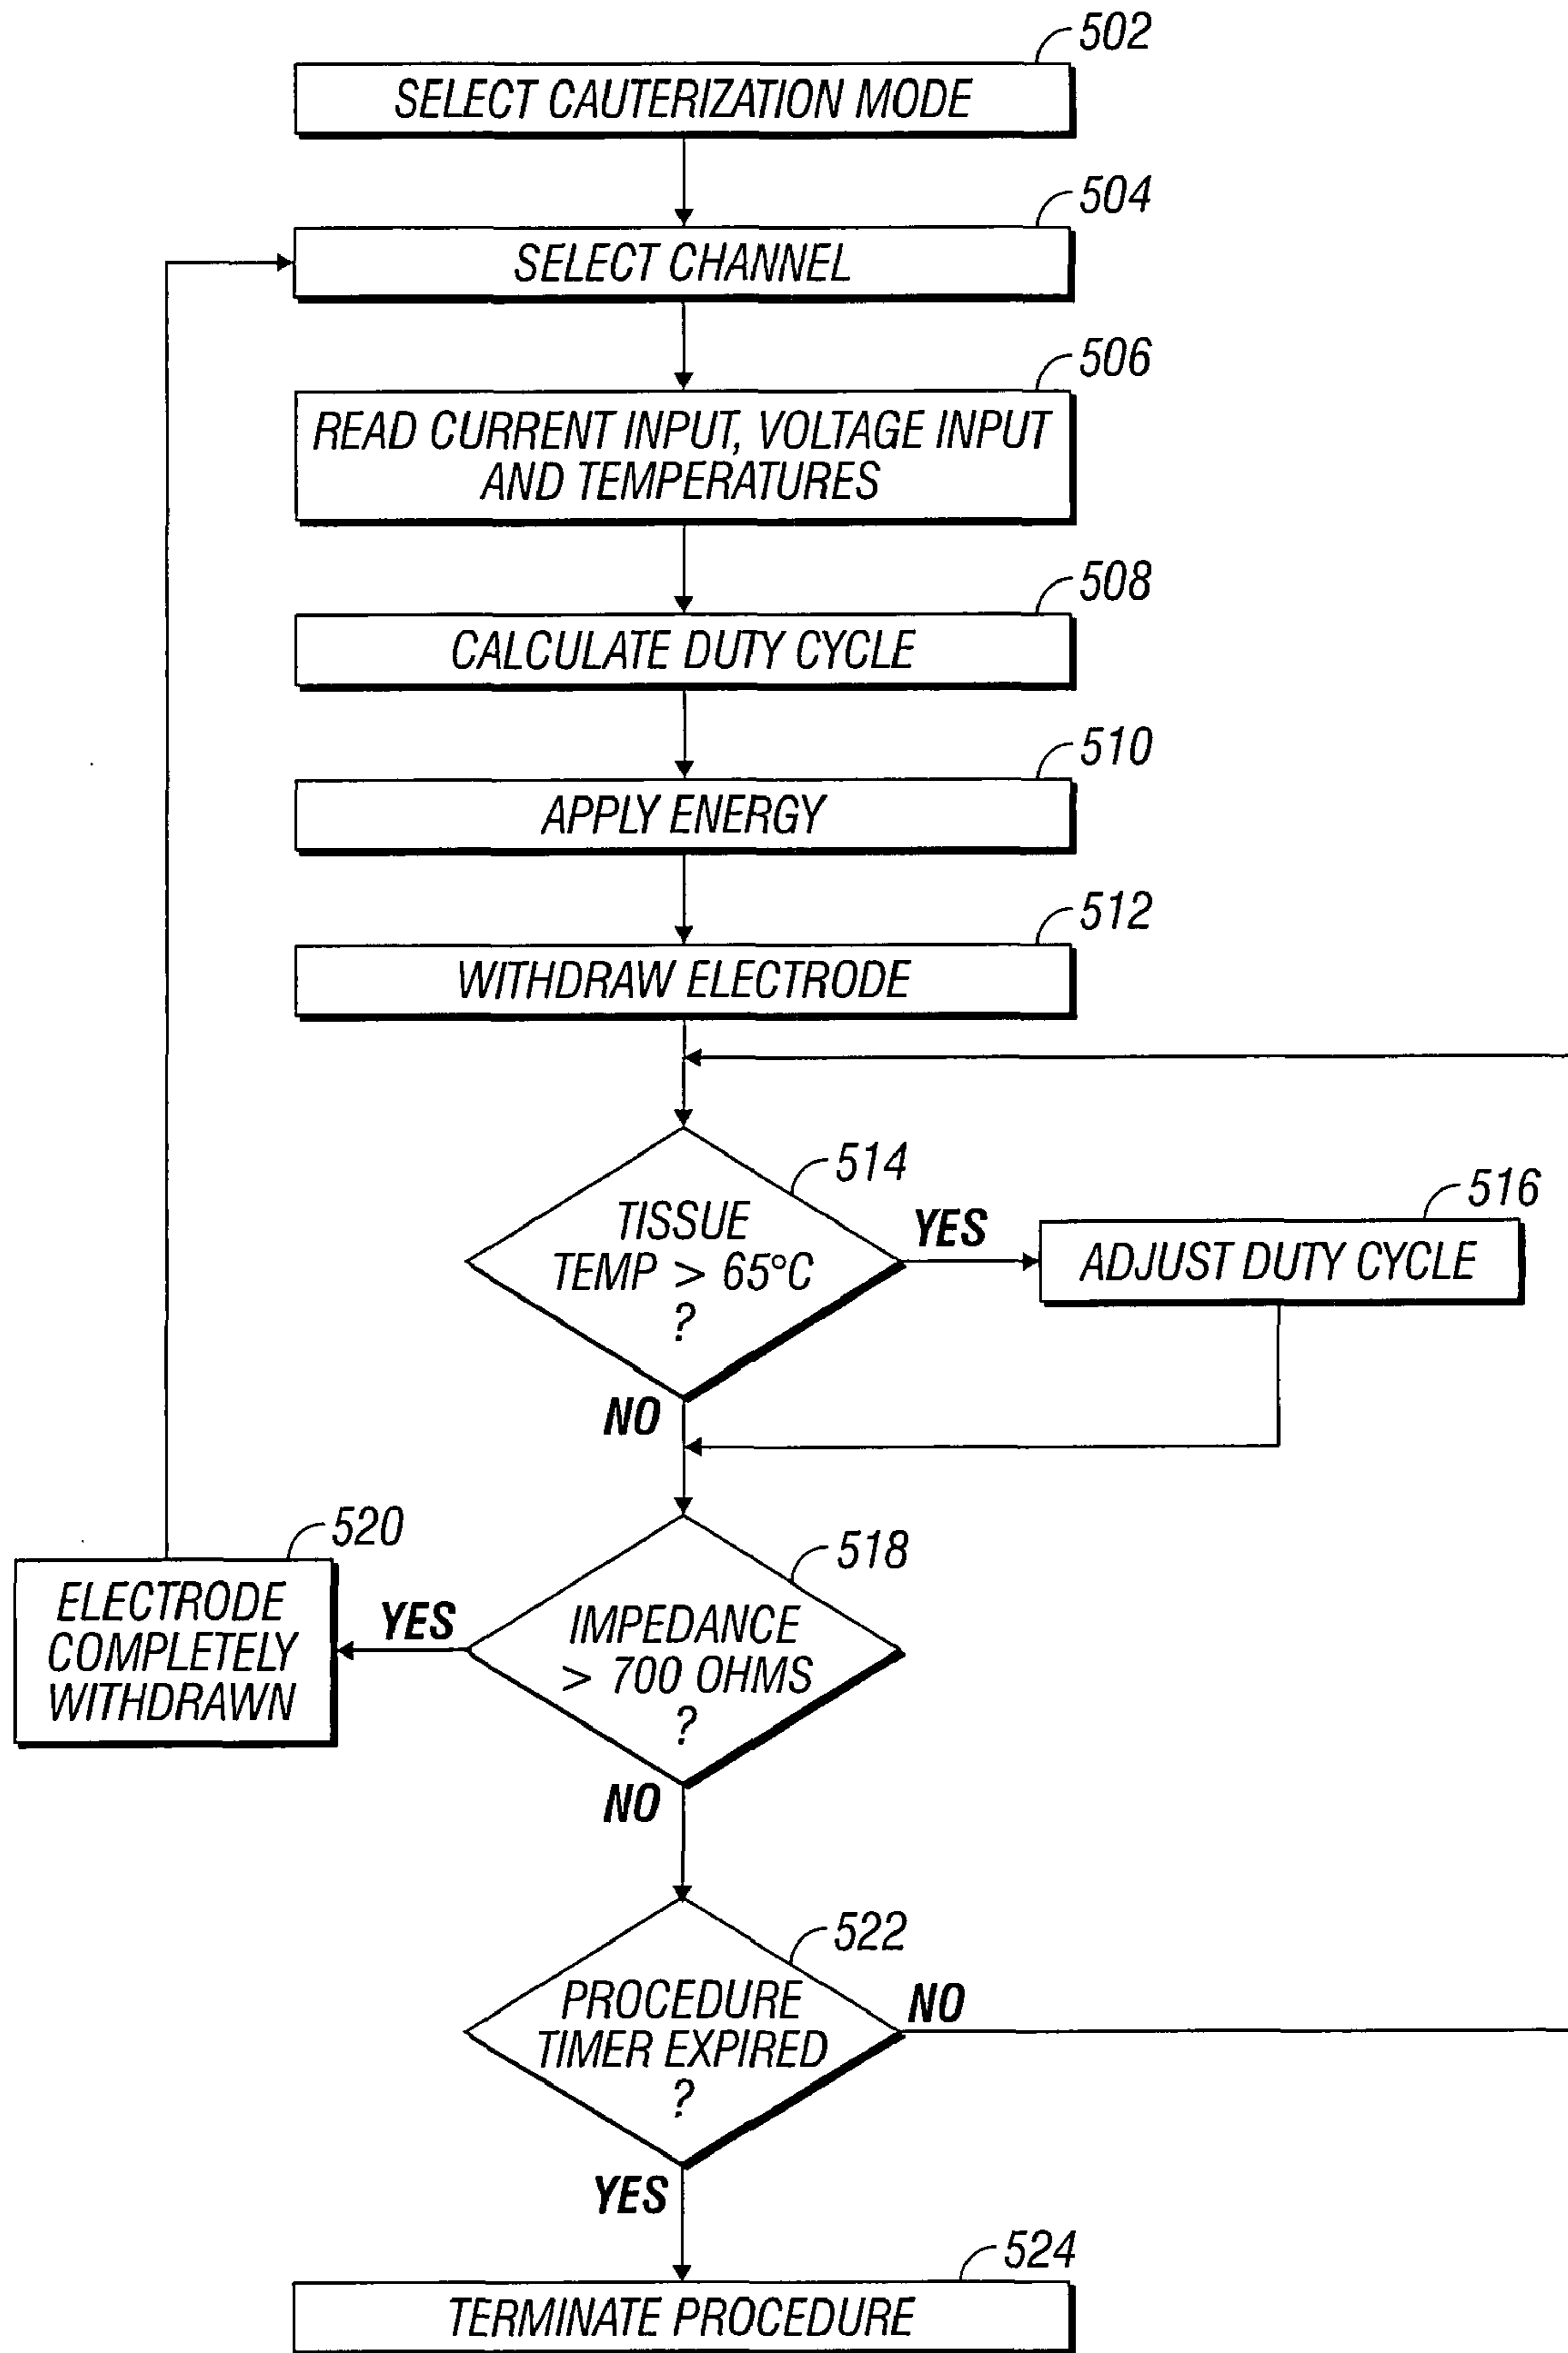 502
SELECT CAUTERIZATION MODE
504
SELECT CHANNEL
506
READ CURRENT INPUT, VOLTAGE INPUT
AND TEMPERATURES
508
CALCULATE DUTY CYCLE
510
APPLY ENERGY
512
WITHDRAW ELECTRODE
514
TISSUE
TEMP > 65°C
?
YES
516
ADJUST DUTY CYCLE
NO
520
ELECTRODE
COMPLETELY
WITHDRAWN
YES
518
IMPEDANCE
> 700 OHMS
?
NO
522
PROCEDURE
TIMER EXPIRED
?
NO
YES
524
TERMINATE PROCEDURE